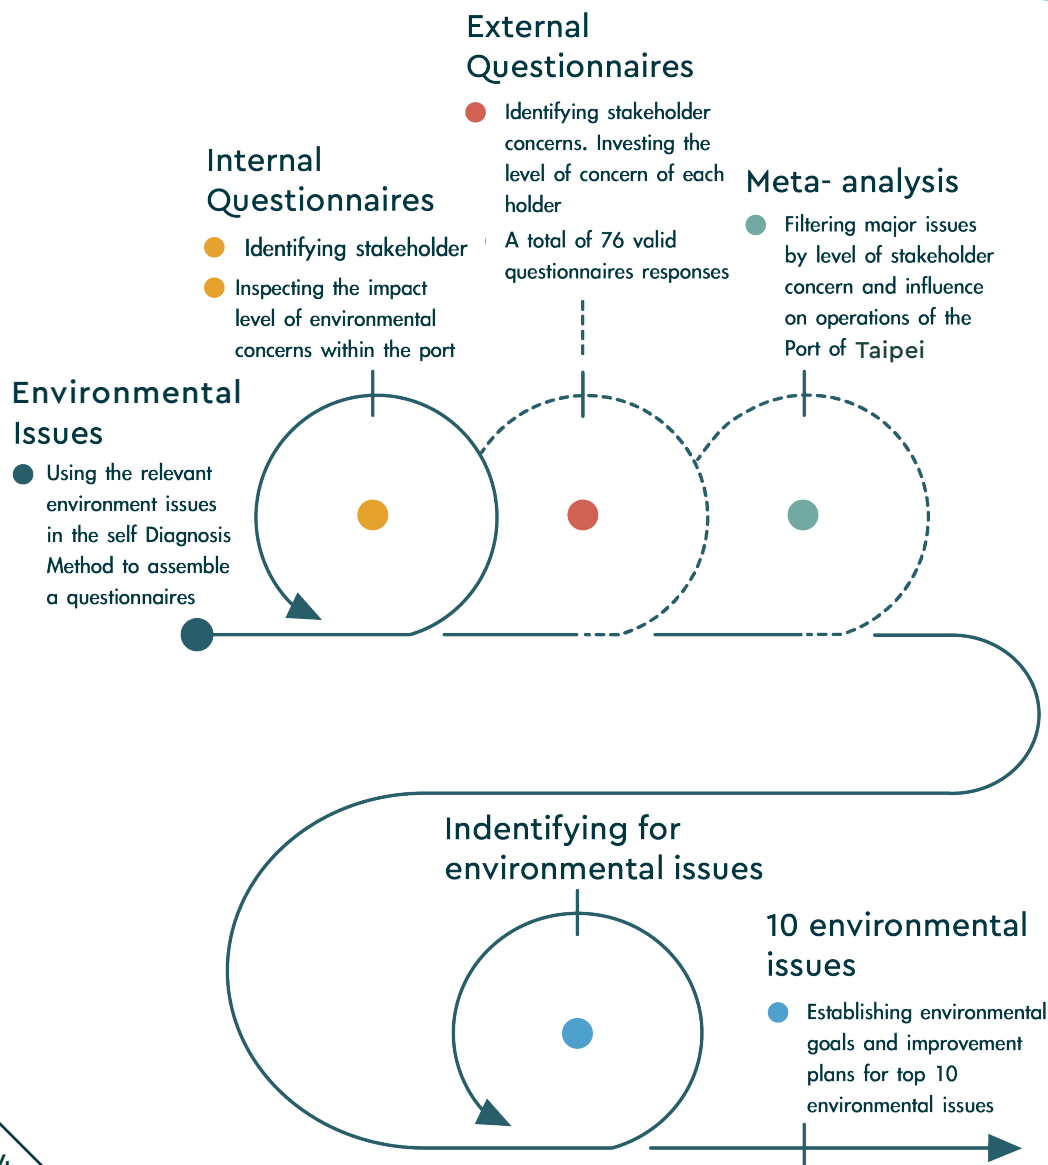 External
Questionnaires
Identifying stakeholder
concerns. Investing the
level of concern of each
holder
A total of 76 valid
questionnaires responses
Internal
Questionnaires
Identifying stakeholder
Inspecting the impact
level of environmental
concerns within the port
Meta- analysis
Filtering major issues
by level of stakeholder
concern and influence
on operations of the
Port of Taipei
Environmental
Issues
Using the relevant
environment issues
in the self Diagnosis
Method to assemble
a questionnaires
Indentifying for
environmental issues
10 environmental
issues
Establishing environmental
goals and improvement
plans for top 10
environmental issues